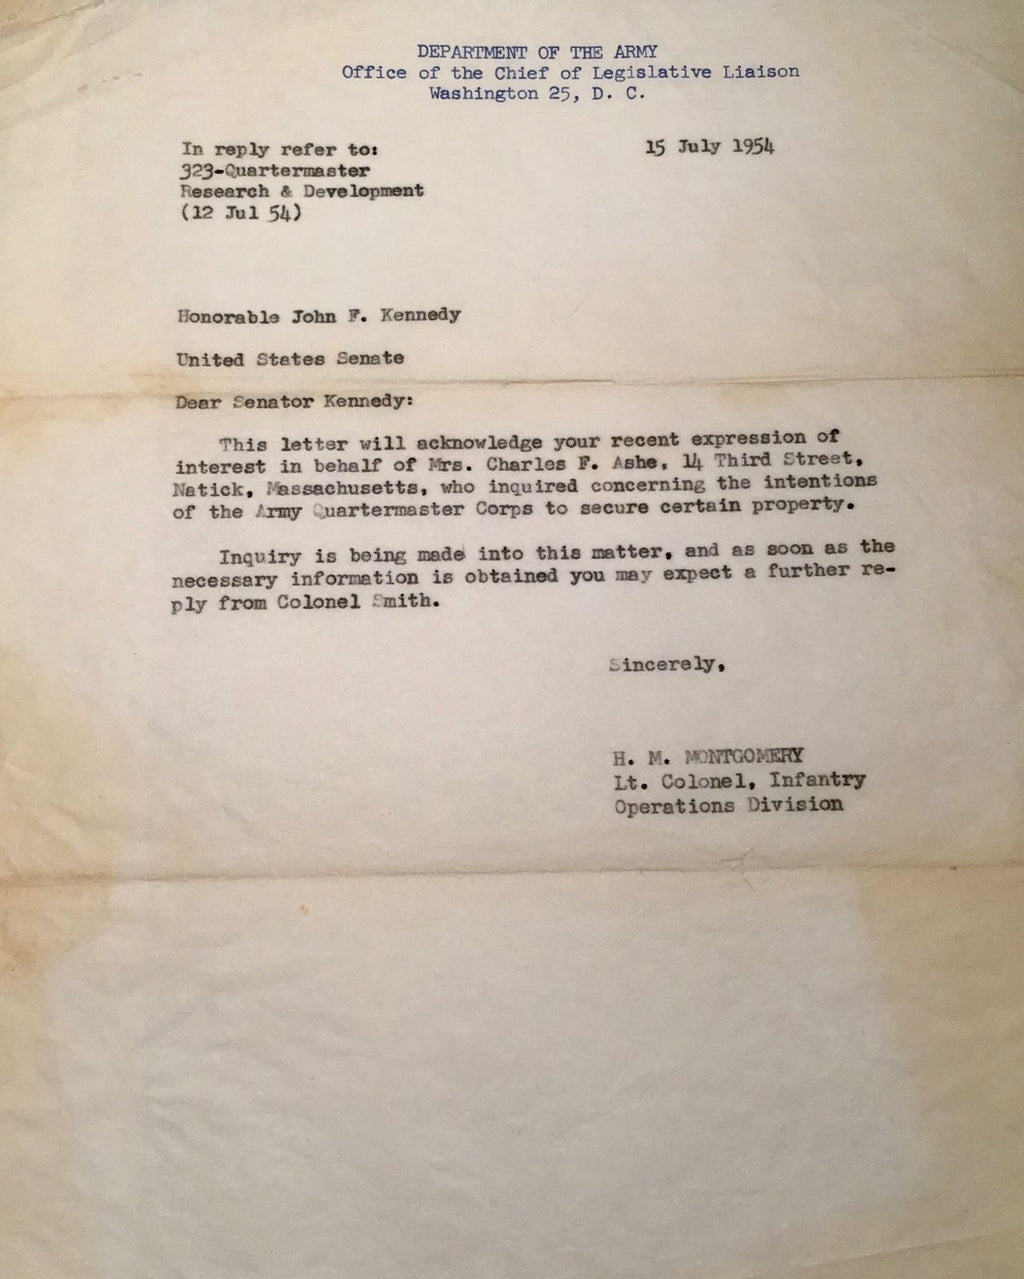 DEPARTMENT OF THE ARMY
Office of the Chief of Legislative Liaison
Washington 25, D. C.
In reply refer to:
323-Quartermaster
Research & Development
(12 Jul 54)
15 July 1954
Honorable John F. Kennedy
United States Senate
Dear Senator Kennedy:
This letter will acknowledge your recent expression of
interest in behalf of Mrs. Charles F. Ashe, 14 Third Street,
Natick, Massachusetts, who inquired concerning the intentions
of the Army Quartermaster Corps to secure certain property.
Inquiry is being made into this matter, and as soon as the
necessary information is obtained you may expect a further re-
ply from Colonel Smith.
Sincerely,
H. M. MONTGOMERY
Lt. Colonel, Infantry
Operations Division